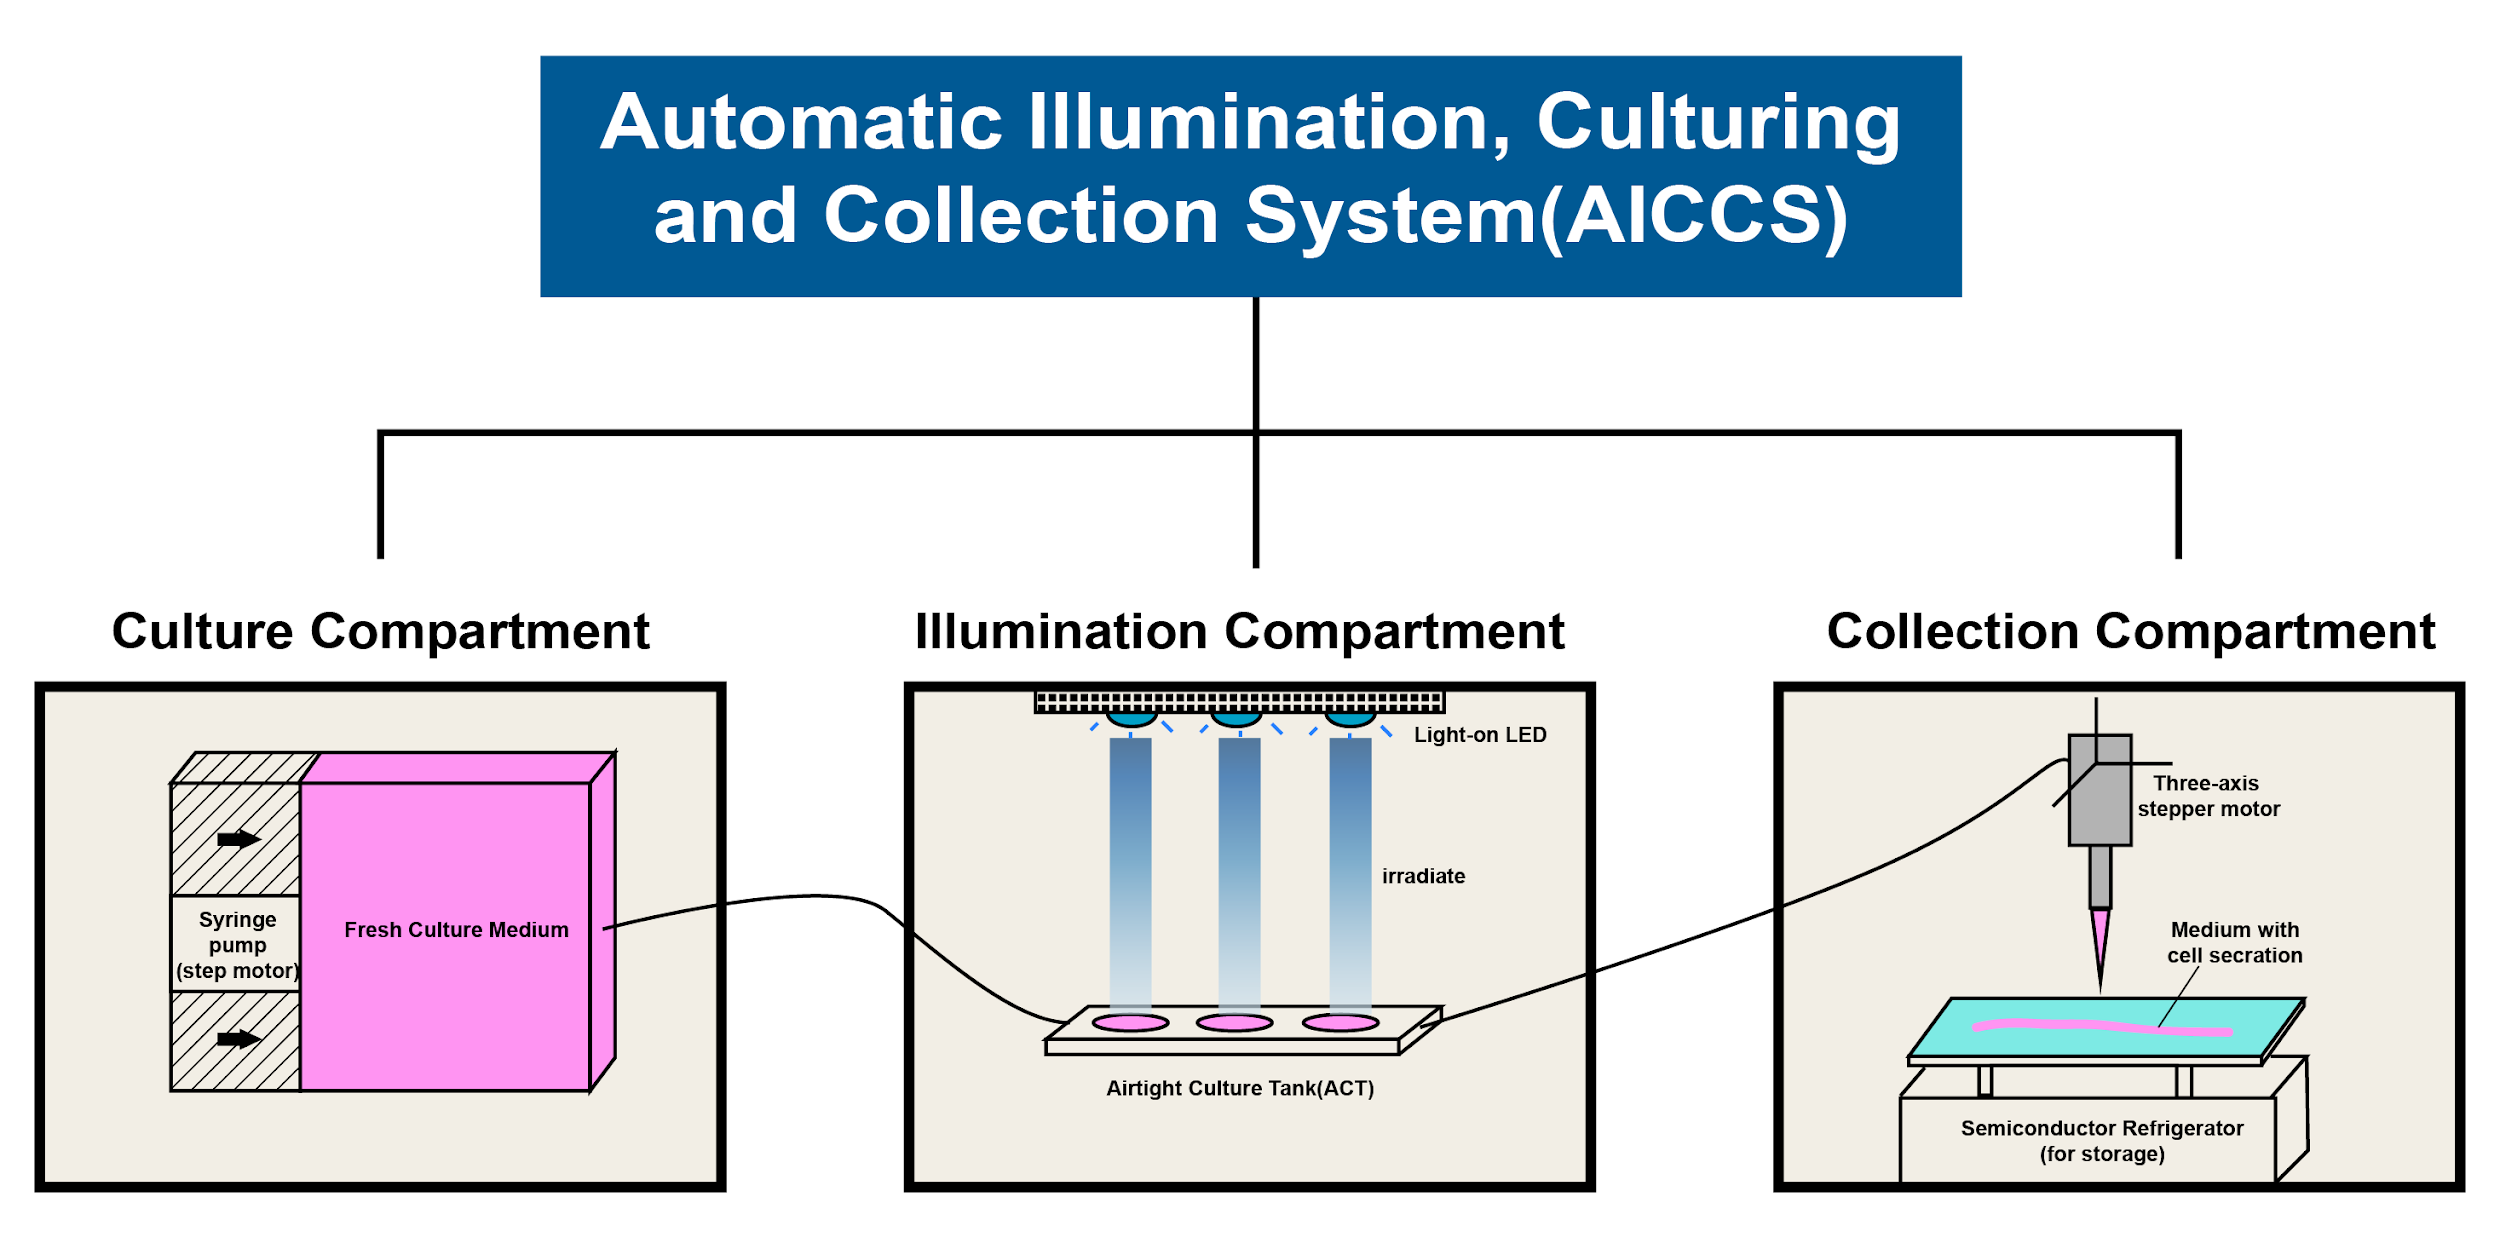 Automatic Illumination, Culturing
and Collection System(AICCS)
Culture Compartment
Syringe
pump
(step motor)
Fresh Culture Medium
Illumination Compartment
Light-on LED
irradiate
Airtight Culture Tank(ACT)
Collection Compartment
Three-axis
stepper motor
Medium with
cell secration
Semiconductor Refrigerator
(for storage)